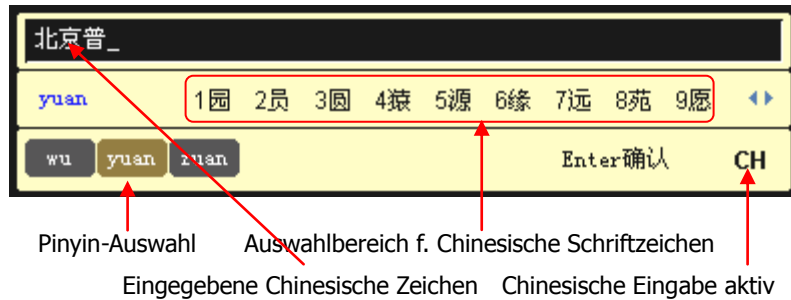 北京普_
yuan 1园 2员 3圆 4猿 5源 6缘 7远 8苑 9愿
wu yuan xuan Enter确认 CH
Pinyin-Auswahl Auswahlbereich f. Chinesische Schriftzeichen
Eingegebene Chinesische Zeichen Chinesische Eingabe aktiv